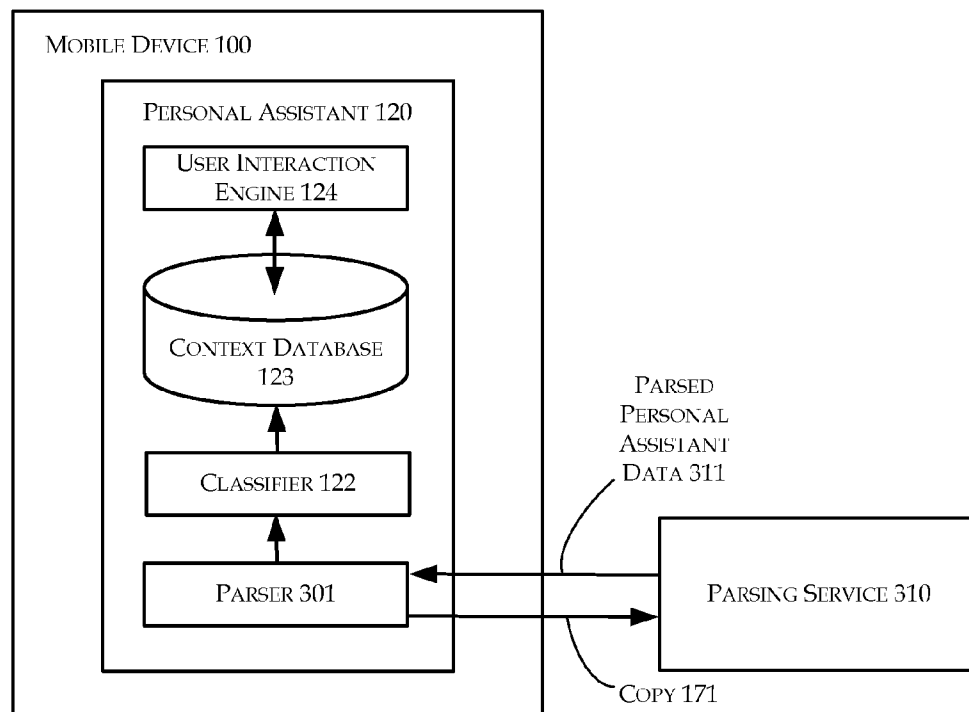 MOBILE DEVICE 100
PERSONAL ASSISTANT 120
USER INTERACTION
ENGINE 124
CONTEXT DATABASE
123
CLASSIFIER 122
PARSER 301
PARSED
PERSONAL
ASSISTANT
DATA 311
PARSING SERVICE 310
COPY 171